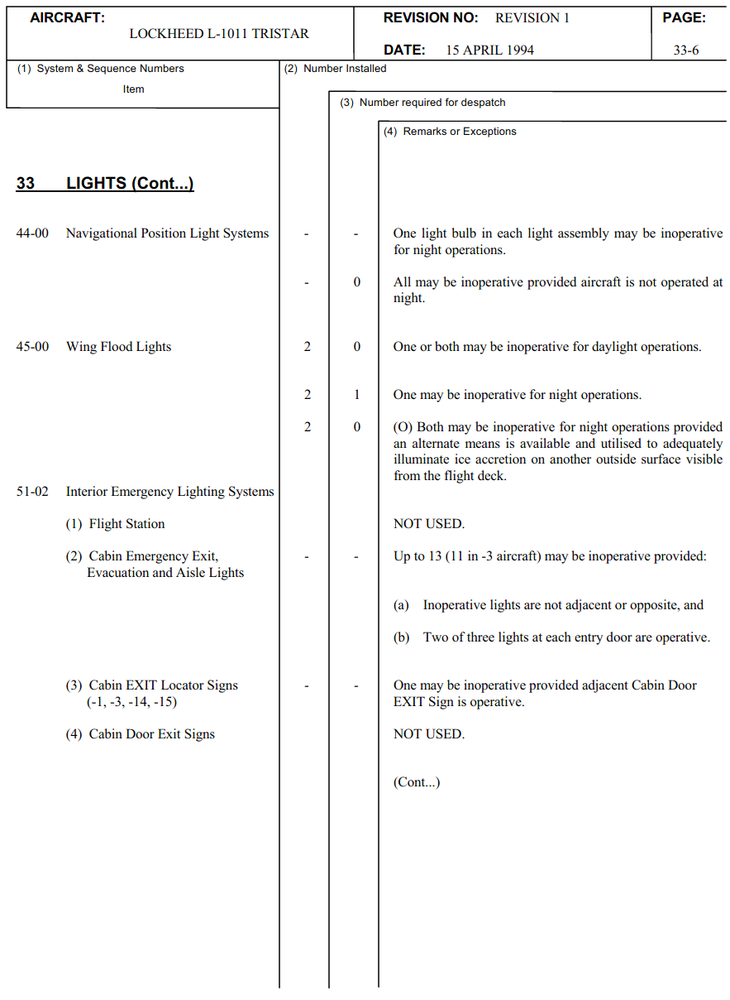 AIRCRAFT:
LOCKHEED L-1011 TRISTAR
REVISION NO: REVISION 1
DATE: 15 APRIL 1994
PAGE:
33-6
(1) System & Sequence Numbers
Item
(2) Number Installed
(3) Number required for despatch
(4) Remarks or Exceptions
33 LIGHTS (Cont...)
44-00 Navigational Position Light Systems - - One light bulb in each light assembly may be inoperative
for night operations.
- 0 All may be inoperative provided aircraft is not operated at
night.
45-00 Wing Flood Lights 2 0 One or both may be inoperative for daylight operations.
2 1 One may be inoperative for night operations.
2 0 (O) Both may be inoperative for night operations provided
an alternate means is available and utilised to adequately
illuminate ice accretion on another outside surface visible
from the flight deck.
51-02 Interior Emergency Lighting Systems
(1) Flight Station NOT USED.
(2) Cabin Emergency Exit, - - Up to 13 (11 in -3 aircraft) may be inoperative provided:
Evacuation and Aisle Lights
(a) Inoperative lights are not adjacent or opposite, and
(b) Two of three lights at each entry door are operative.
(3) Cabin EXIT Locator Signs - - One may be inoperative provided adjacent Cabin Door
(-1, -3, -14, -15) EXIT Sign is operative.
(4) Cabin Door Exit Signs NOT USED.
(Cont...)